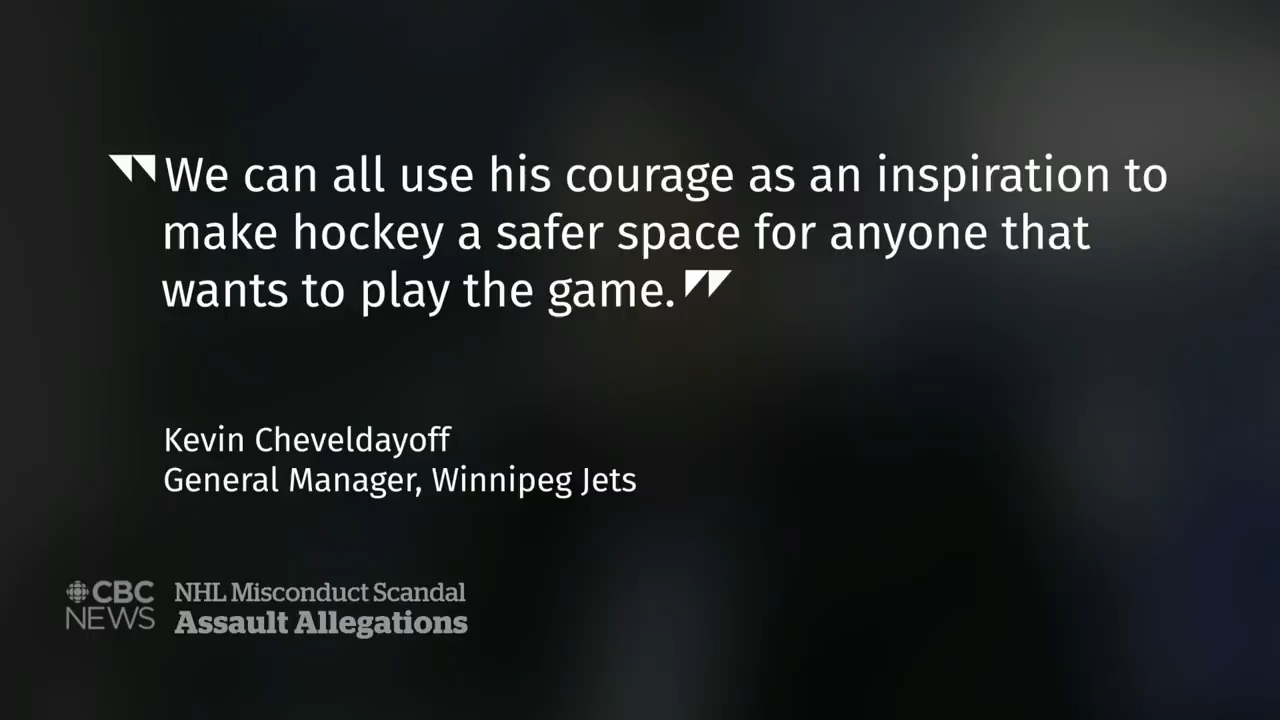 "We can all use his courage as an inspiration to
make hockey a safer space for anyone that
wants to play the game."
Kevin Cheveldayoff
General Manager, Winnipeg Jets
CBC
NEWS
NHL Misconduct Scandal
Assault Allegations